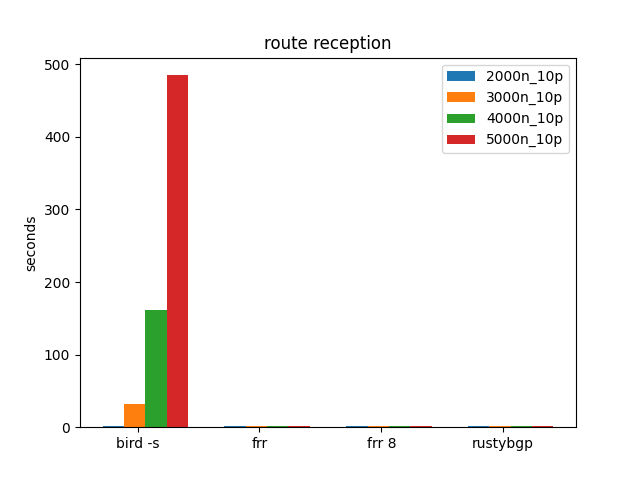 route reception
seconds
500
400
300
200
100
0
2000n_10p
3000n_10p
4000n_10p
5000n_10p
bird -s
frr
frr 8
rustybgp